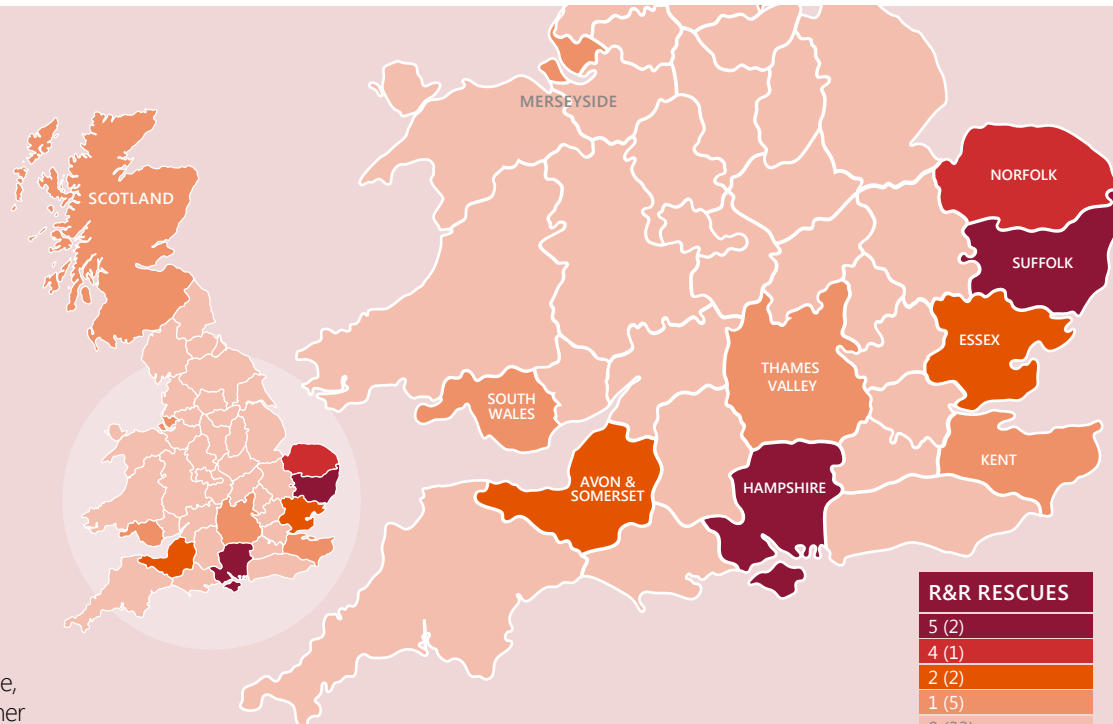 MERSEYSIDE
SCOTLAND
NORFOLK
SUFFOLK
ESSEX
THAMES
VALLEY
SOUTH
WALES
KENT
AVON &
SOMERSET
HAMPSHIRE
R&R RESCUES
5 (2)
4 (1)
2 (2)
1 (5)